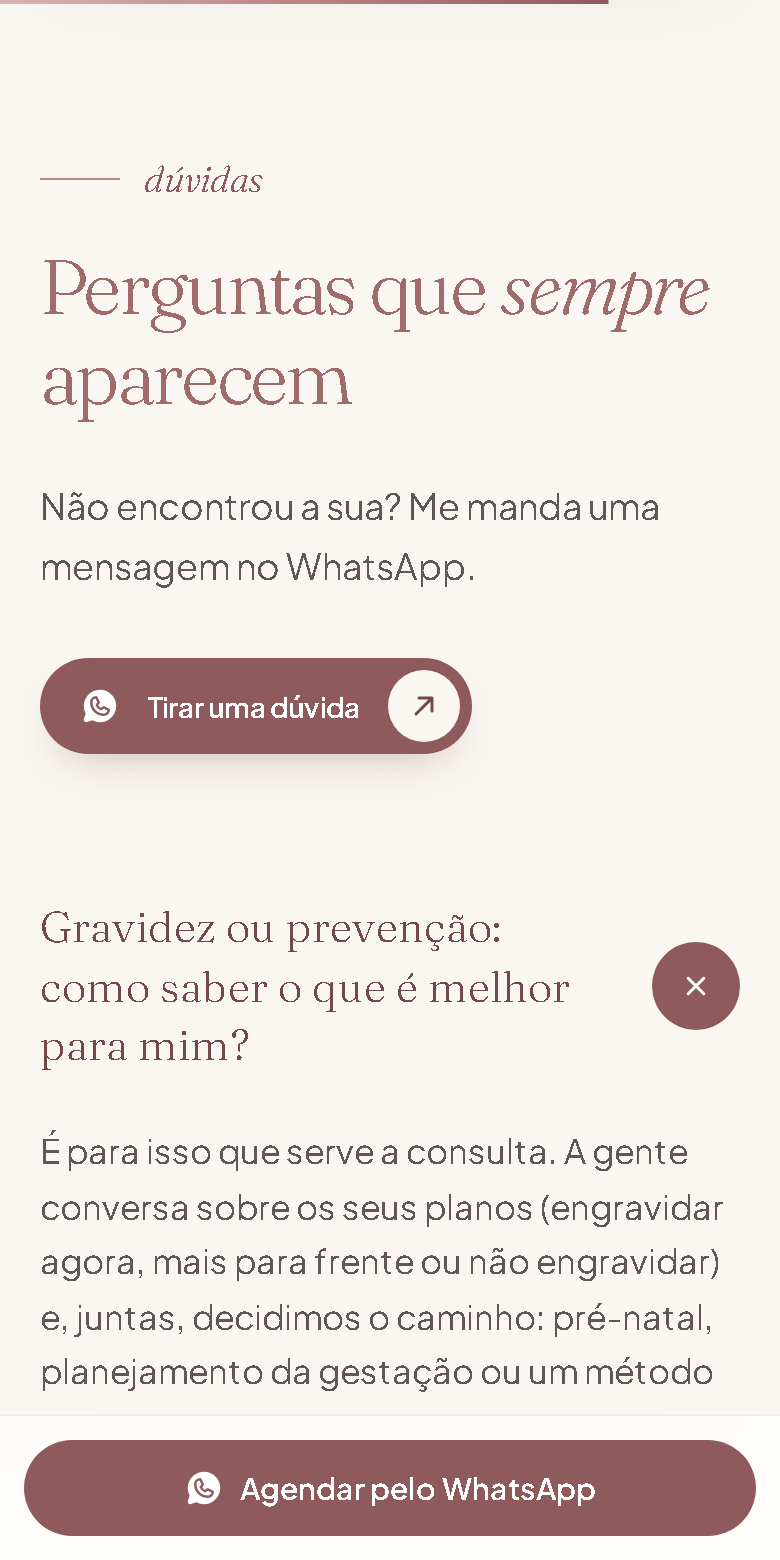 dúvidas
Perguntas que sempre
aparecem
Não encontrou a sua? Me manda uma
mensagem no WhatsApp.
Tirar uma dúvida
Gravidez ou prevenção:
como saber o que é melhor
para mim?
É para isso que serve a consulta. A gente
conversa sobre os seus planos (engravidar
agora, mais para frente ou não engravidar)
e, juntas, decidimos o caminho: pré-natal,
planejamento da gestação ou um método
Agendar pelo WhatsApp